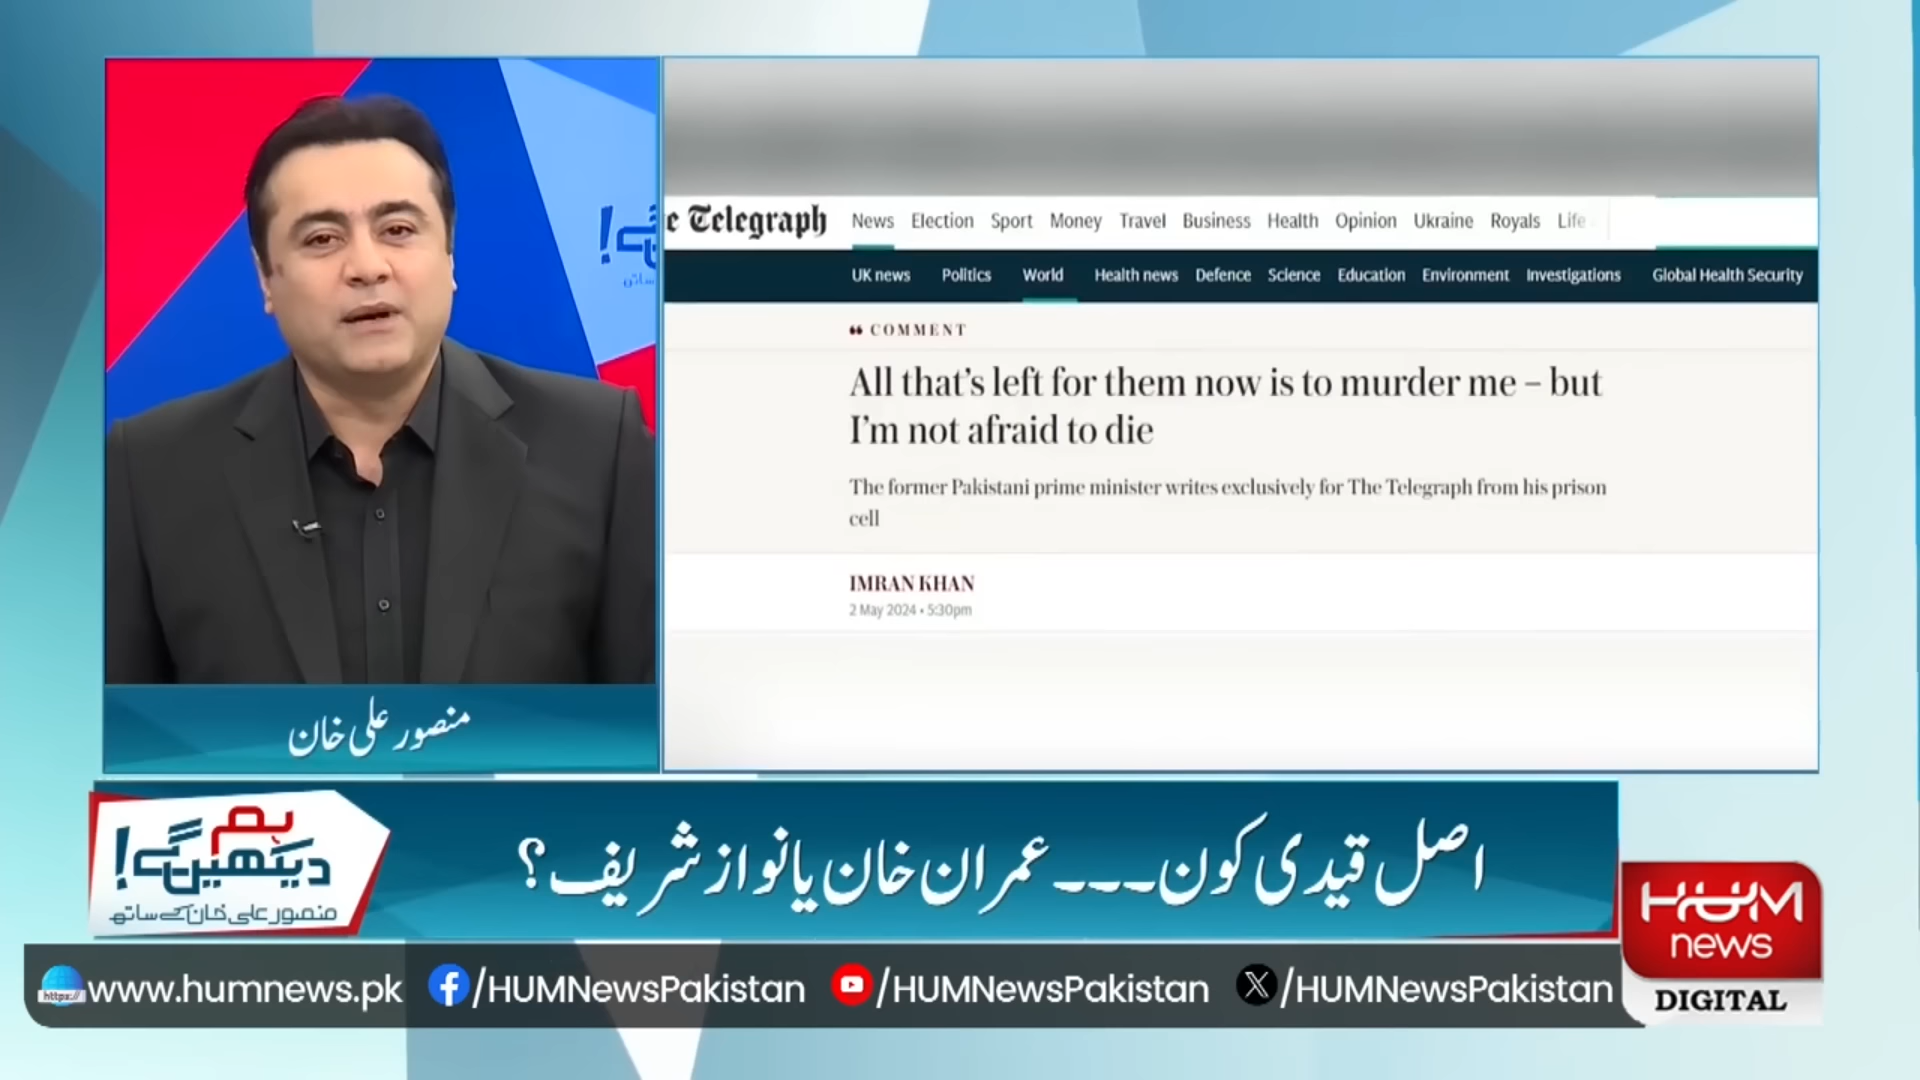 e Telegraph
News Election Sport Money Travel Business Health Opinion Ukraine Royals Life
UK news Politics World Health news Defence Science Education Environment Investigations Global Health Security
❝ COMMENT
All that's left for them now is to murder me – but
I'm not afraid to die
The former Pakistani prime minister writes exclusively for The Telegraph from his prison
cell
IMRAN KHAN
2 May 2024 • 5:30pm
منصور علی خان
ہم
دیکھیں گے!
منصور علی خان کے ساتھ
اصل قیدی کون ۔۔۔ عمران خان یا نواز شریف ؟
HUM
news
DIGITAL
https://
www.humnews.pk /HUMNewsPakistan /HUMNewsPakistan /HUMNewsPakistan